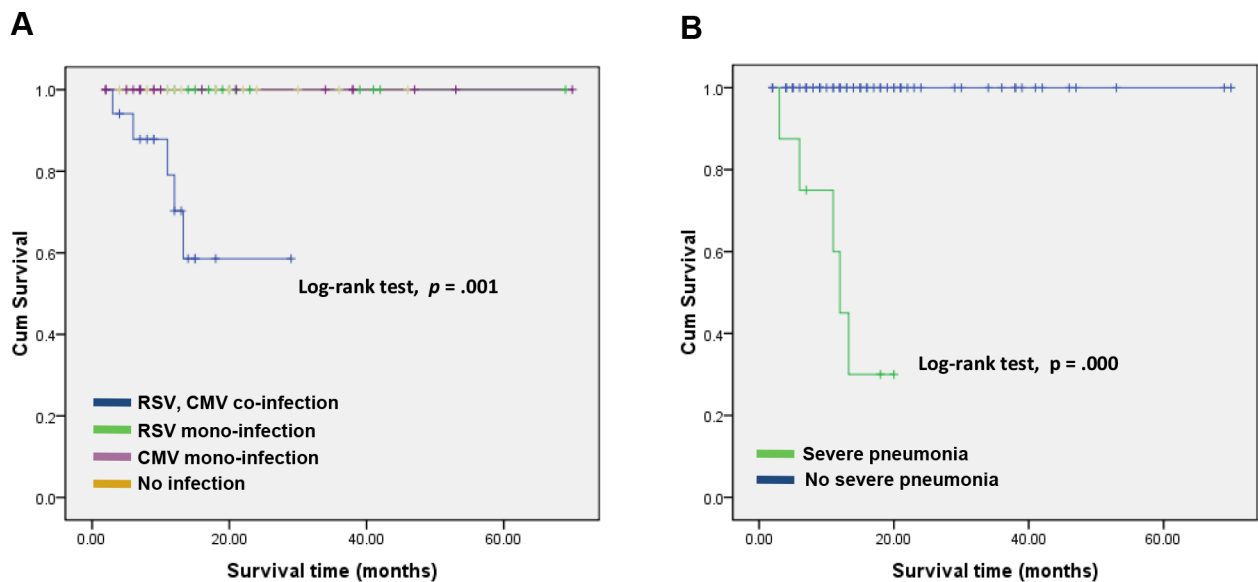 A
Cum Survival
1.0
0.8
0.6
0.4
0.2
0.0
Log-rank test, p = .001
RSV, CMV co-infection
RSV mono-infection
CMV mono-infection
No infection
0.00 20.00 40.00 60.00
Survival time (months)
B
Cum Survival
1.0
0.8
0.6
0.4
0.2
0.0
Log-rank test, p = .000
Severe pneumonia
No severe pneumonia
0.00 20.00 40.00 60.00
Survival time (months)